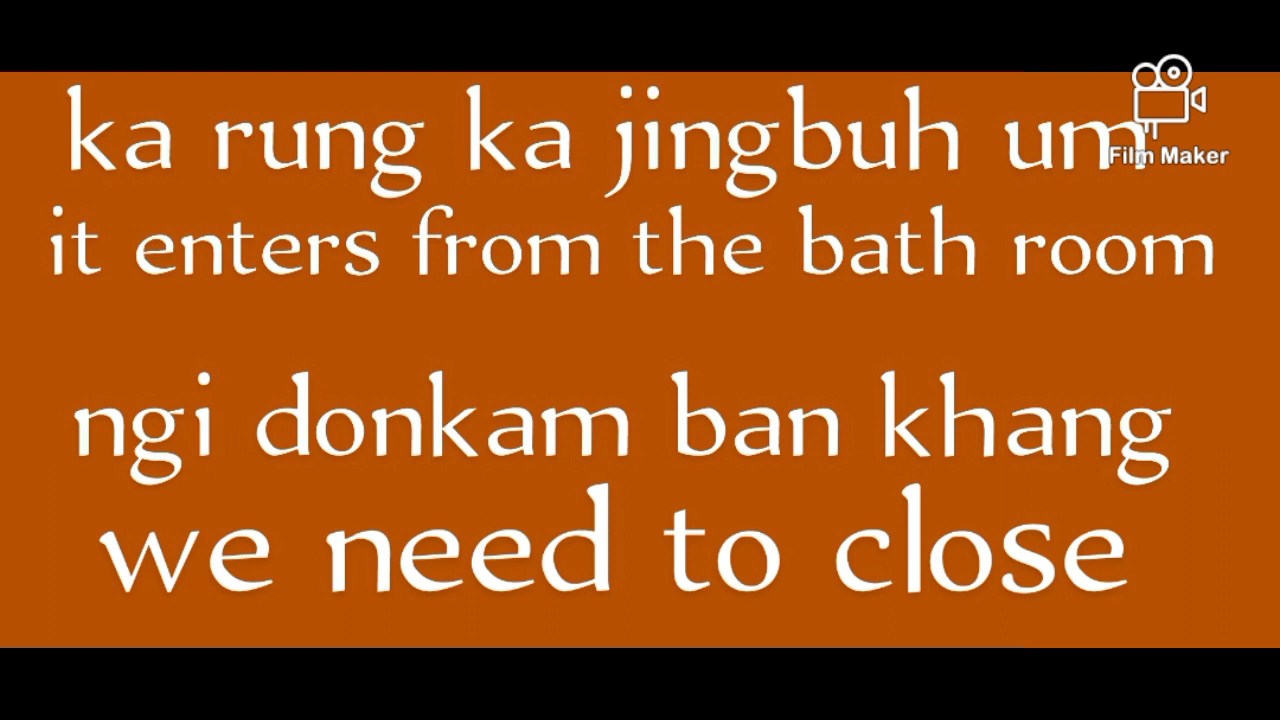 ka rung ka jingbuh um
Film Maker
it enters from the bath room
ngi donkam ban khang
we need to close